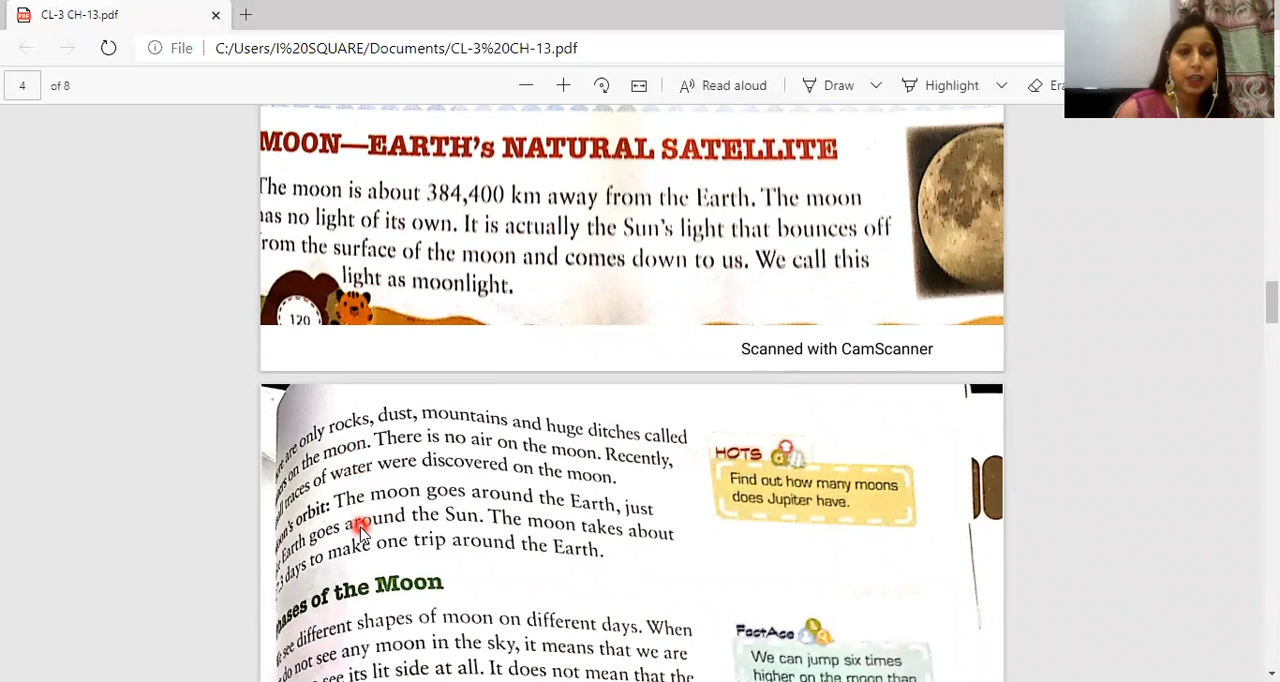 CL-3 CH-13.pdf
File C:/Users/I%20SQUARE/Documents/CL-3%20CH-13.pdf
4 of 8 Read aloud Draw Highlight
MOON—EARTH's NATURAL SATELLITE
The moon is about 384,400 km away from the Earth. The moon
has no light of its own. It is actually the Sun's light that bounces off
rom the surface of the moon and comes down to us. We call this
light as moonlight.
120
Scanned with CamScanner
are only rocks, dust, mountains and huge ditches called
on the moon. There is no air on the moon. Recently,
traces of water were discovered on the moon.
orbit: The moon goes around the Earth, just
Earth goes around the Sun. The moon takes about
days to make one trip around the Earth.
HOTS
Find out how many moons
does Jupiter have.
hases of the Moon
see different shapes of moon on different days. When
do not see any moon in the sky, it means that we are
see its lit side at all. It does not mean that the
FactAce
We can jump six times
higher on the moon than